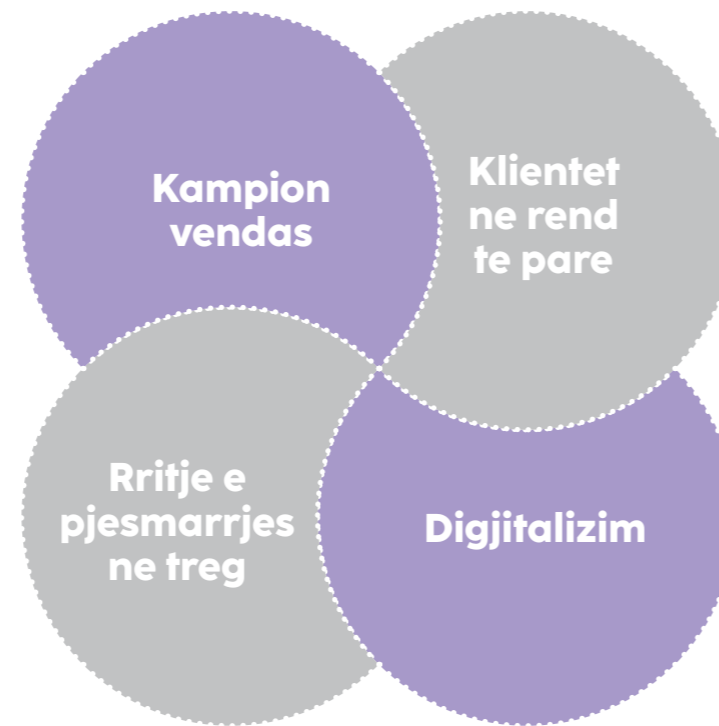 Kampion
vendas
Klientet
ne rend
te pare
Rritje e
pjesmarrjes
ne treg
Digjitalizim